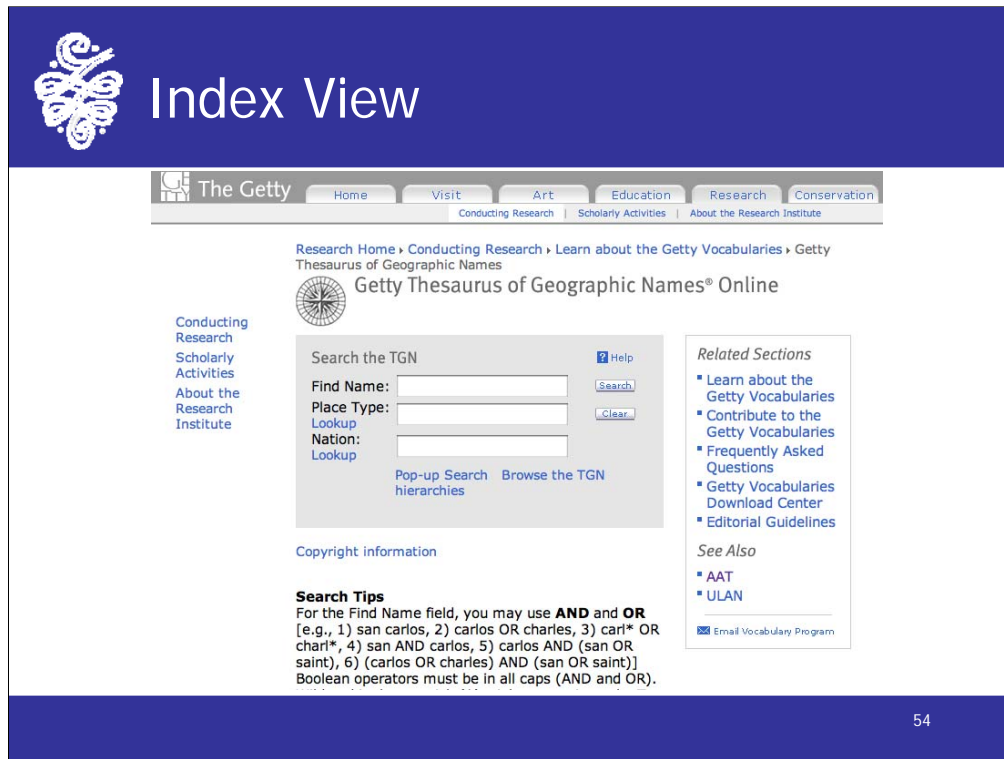 Index View
The Getty
Home Visit Art Education Research Conservation
Conducting Research | Scholarly Activities | About the Research Institute
Research Home › Conducting Research › Learn about the Getty Vocabularies › Getty
Thesaurus of Geographic Names
Getty Thesaurus of Geographic Names® Online
Conducting
Research
Scholarly
Activities
About the
Research
Institute
Search the TGN
? Help
Find Name:
Search
Place Type:
Lookup
Clear
Nation:
Lookup
Pop-up Search Browse the TGN
hierarchies
Related Sections
Learn about the
Getty Vocabularies
Contribute to the
Getty Vocabularies
Frequently Asked
Questions
Getty Vocabularies
Download Center
Editorial Guidelines
See Also
AAT
ULAN
Email Vocabulary Program
Copyright information
Search Tips
For the Find Name field, you may use AND and OR
[e.g., 1) san carlos, 2) carlos OR charles, 3) carl* OR
charl*, 4) san AND carlos, 5) carlos AND (san OR
saint), 6) (carlos OR charles) AND (san OR saint)]
Boolean operators must be in all caps (AND and OR).
54